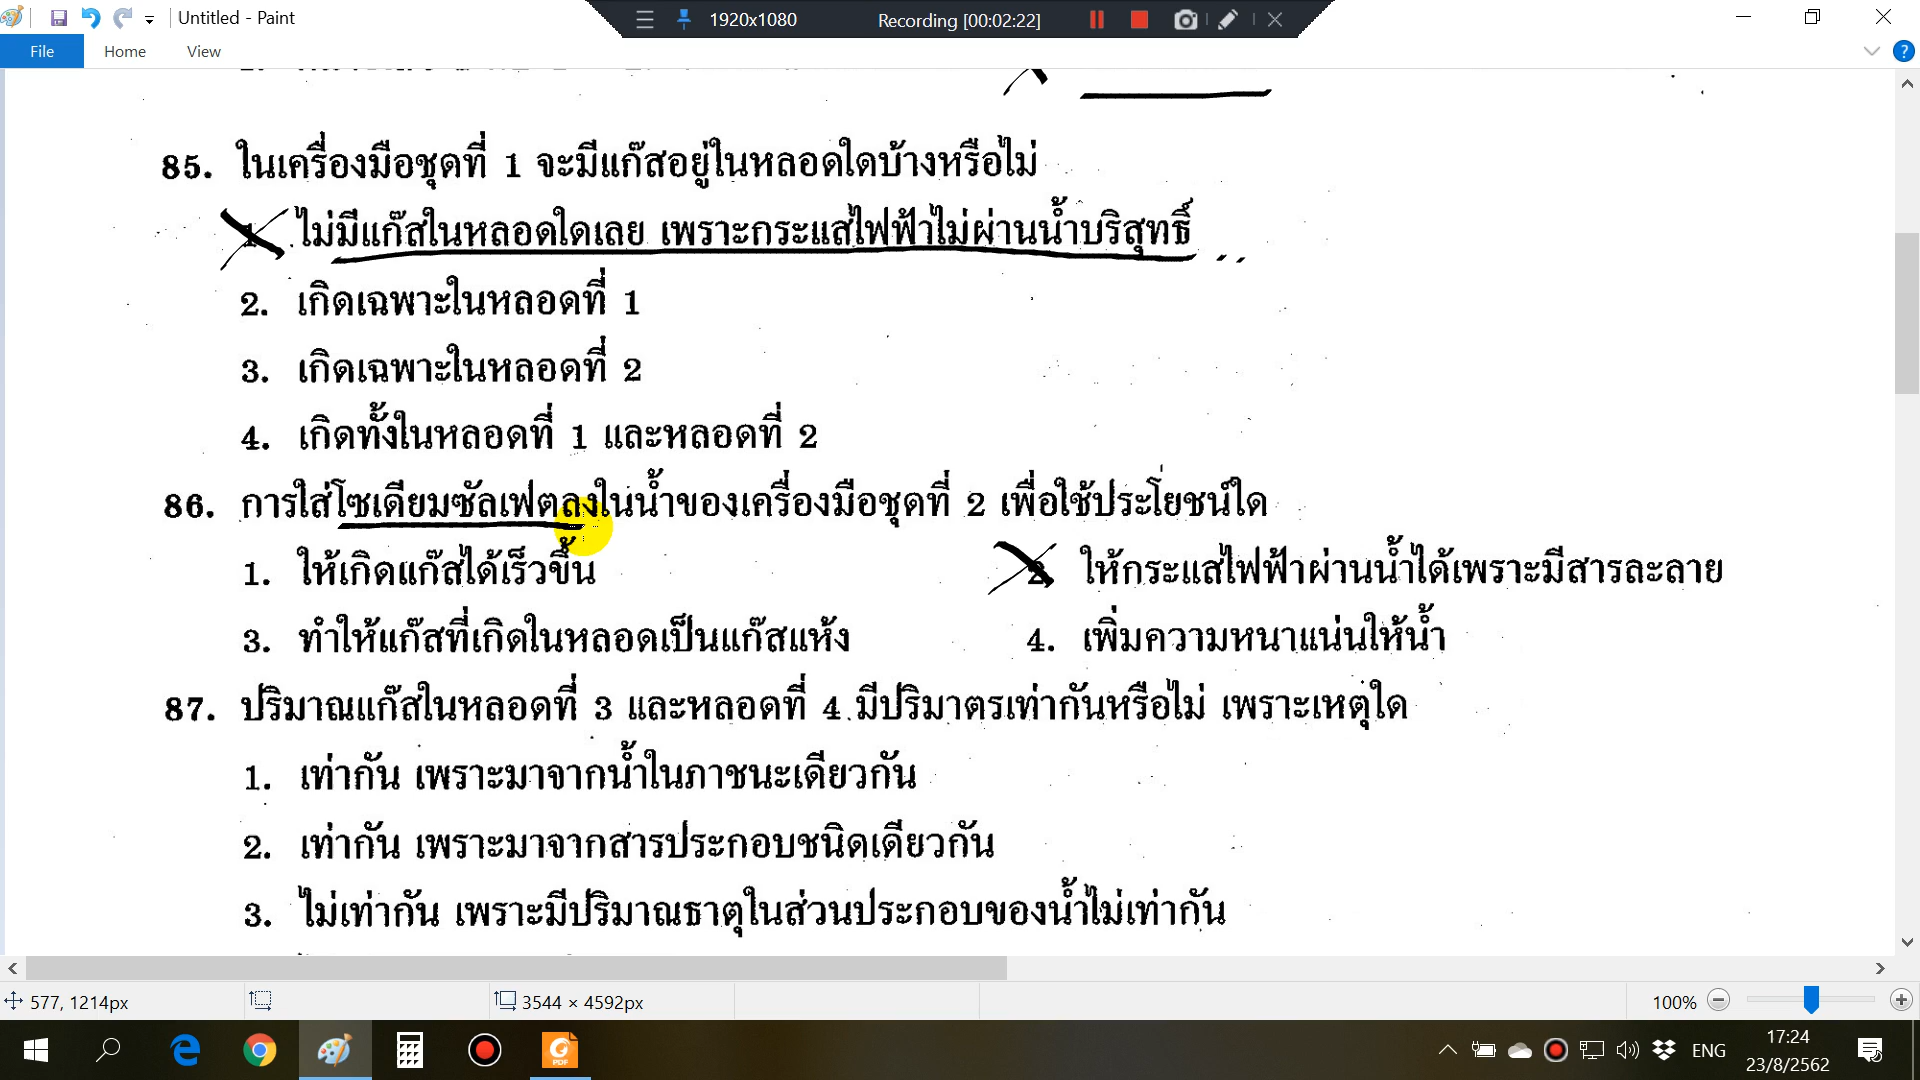 Untitled - Paint
1920x1080
Recording [00:02:22]
File Home View
85. ในเครื่องมือชุดที่ 1 จะมีแก๊สอยู่ในหลอดใดบ้างหรือไม่
1. ไม่มีแก๊สในหลอดใดเลย เพราะกระแสไฟฟ้าไม่ผ่านน้ำบริสุทธิ์
2. เกิดเฉพาะในหลอดที่ 1
3. เกิดเฉพาะในหลอดที่ 2
4. เกิดทั้งในหลอดที่ 1 และหลอดที่ 2
86. การใส่โซเดียมซัลเฟตลงในน้ำของเครื่องมือชุดที่ 2 เพื่อใช้ประโยชน์ใด
1. ให้เกิดแก๊สได้เร็วขึ้น
2 ให้กระแสไฟฟ้าผ่านน้ำได้เพราะมีสารละลาย
3. ทำให้แก๊สที่เกิดในหลอดเป็นแก๊สแห้ง
4. เพิ่มความหนาแน่นให้น้ำ
87. ปริมาณแก๊สในหลอดที่ 3 และหลอดที่ 4 มีปริมาตรเท่ากันหรือไม่ เพราะเหตุใด
1. เท่ากัน เพราะมาจากน้ำในภาชนะเดียวกัน
2. เท่ากัน เพราะมาจากสารประกอบชนิดเดียวกัน
3. ไม่เท่ากัน เพราะมีปริมาณธาตุในส่วนประกอบของน้ำไม่เท่ากัน
577, 1214px
3544 × 4592px
100%
PDF
ENG
17:24
23/8/2562